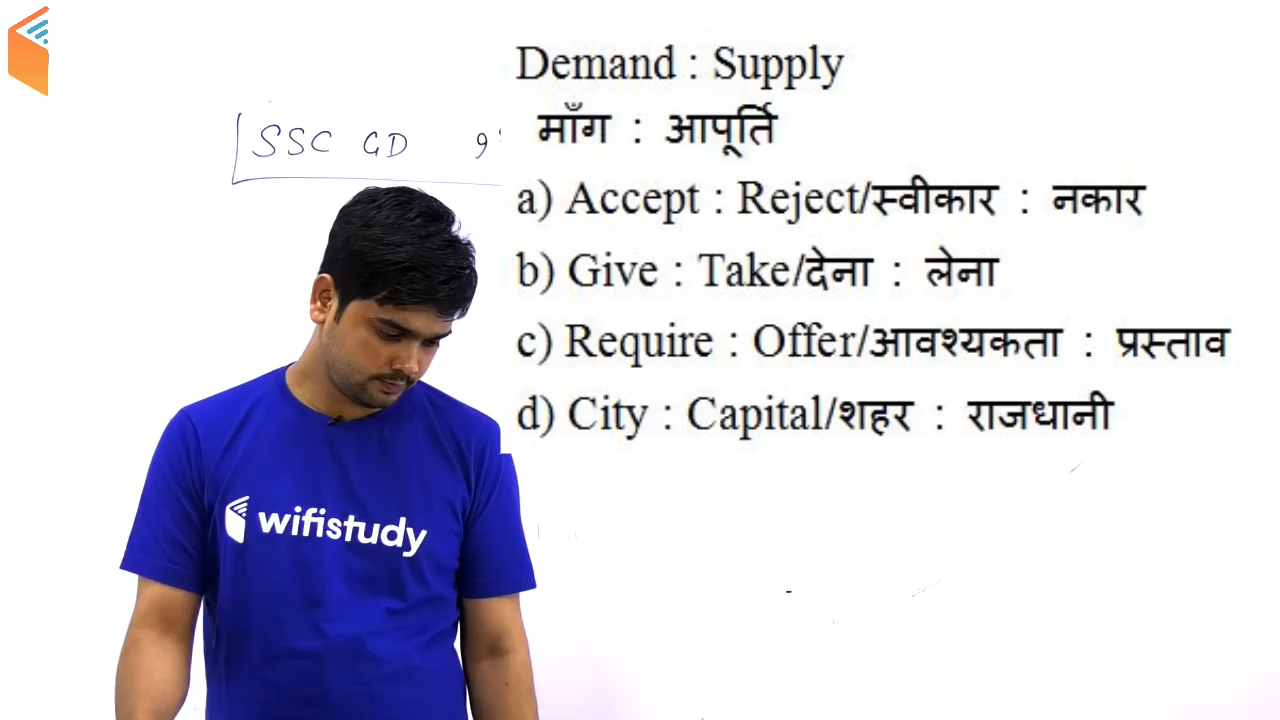 Demand : Supply
माँग : आपूर्ति
SSC GD
a) Accept : Reject/स्वीकार : नकार
b) Give : Take/देना : लेना
c) Require : Offer/आवश्यकता : प्रस्ताव
d) City : Capital/शहर : राजधानी
wifistudy